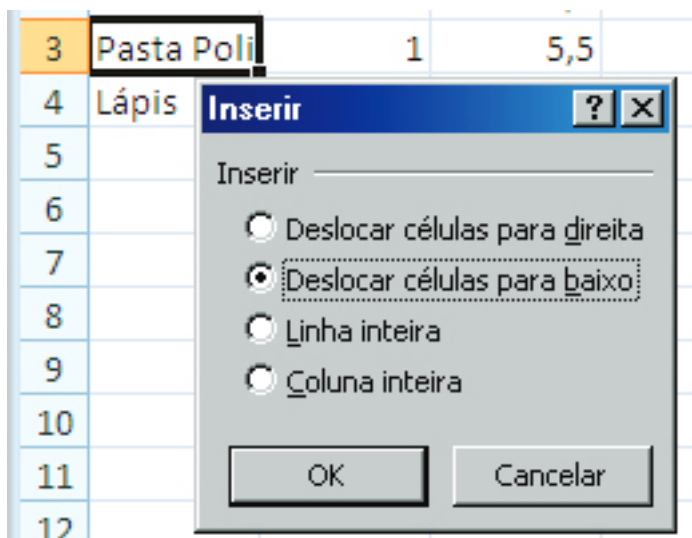 3 Pasta Poli 1 5,5
4 Lápis
Inserir ? X
5
Inserir
6
Deslocar células para direita
7
Deslocar células para baixo
8
Linha inteira
9
Coluna inteira
10
11
OK Cancelar
12